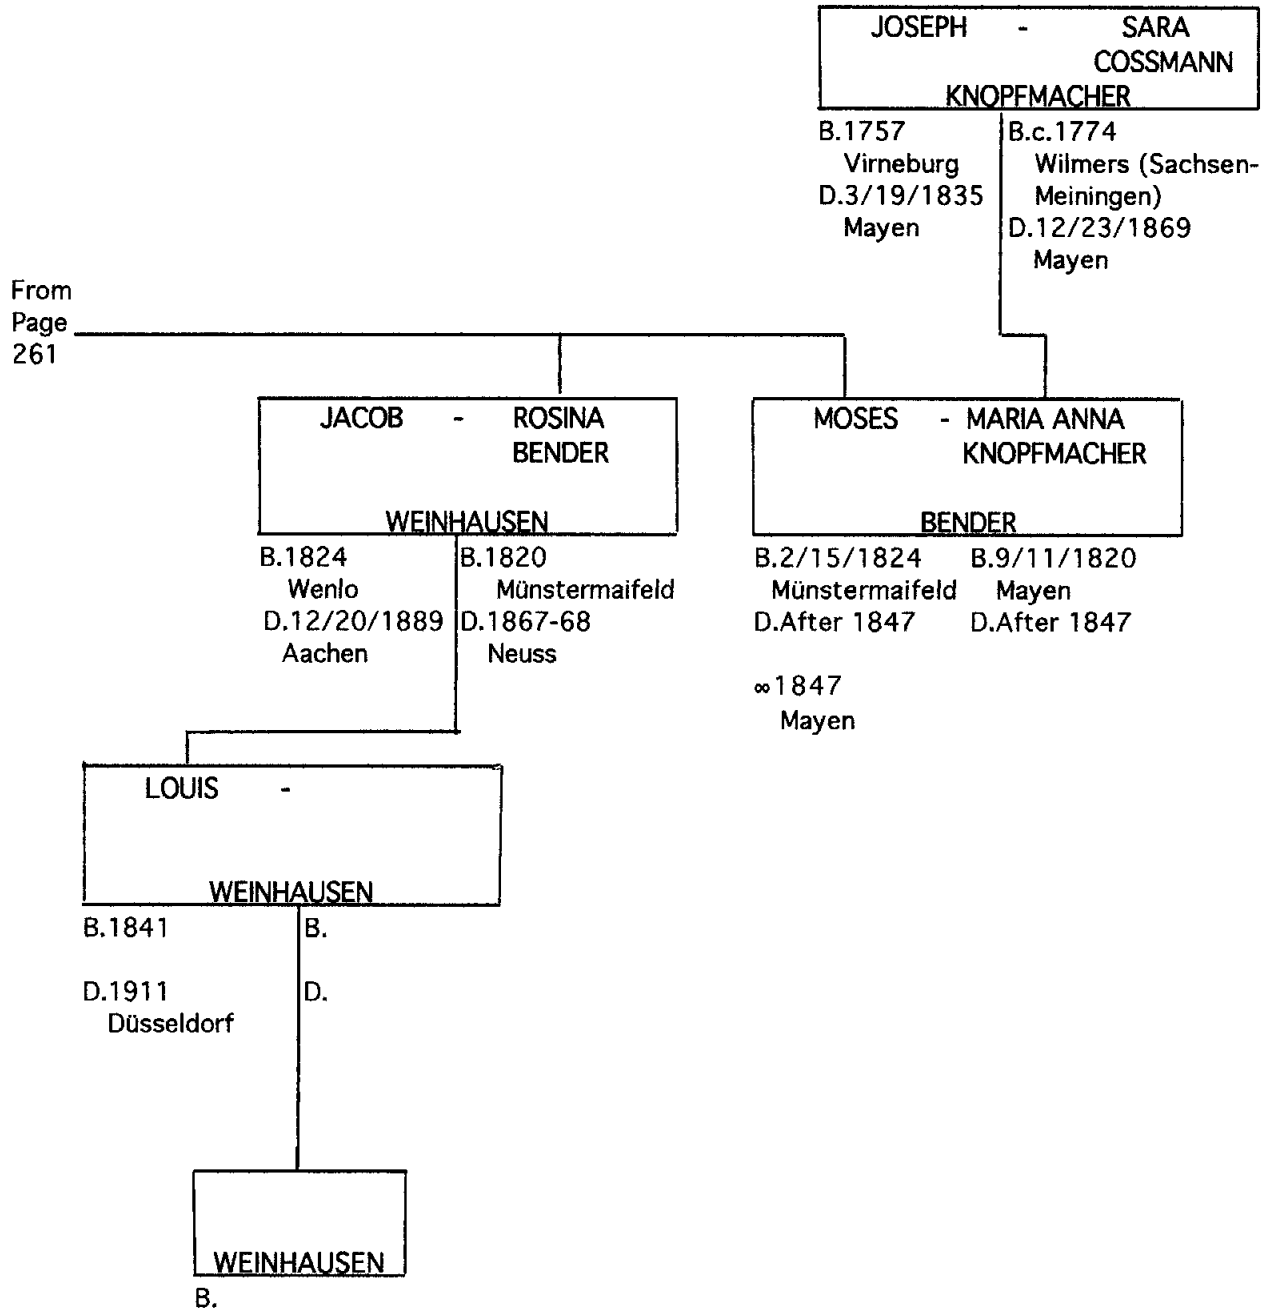 JOSEPH - SARA
COSSMANN
KNOPFMACHER
B.1757
Virneburg
D.3/19/1835
Mayen
B.c.1774
Wilmers (Sachsen-
Meiningen)
D.12/23/1869
Mayen
From
Page
261
JACOB - ROSINA
BENDER
WEINHAUSEN
B.1824
Wenlo
D.12/20/1889
Aachen
B.1820
Münstermaifeld
D.1867-68
Neuss
MOSES - MARIA ANNA
KNOPFMACHER
BENDER
B.2/15/1824
Münstermaifeld
D.After 1847
B.9/11/1820
Mayen
D.After 1847
∞1847
Mayen
LOUIS -
WEINHAUSEN
B.1841
D.1911
Düsseldorf
B.
D.
WEINHAUSEN
B.